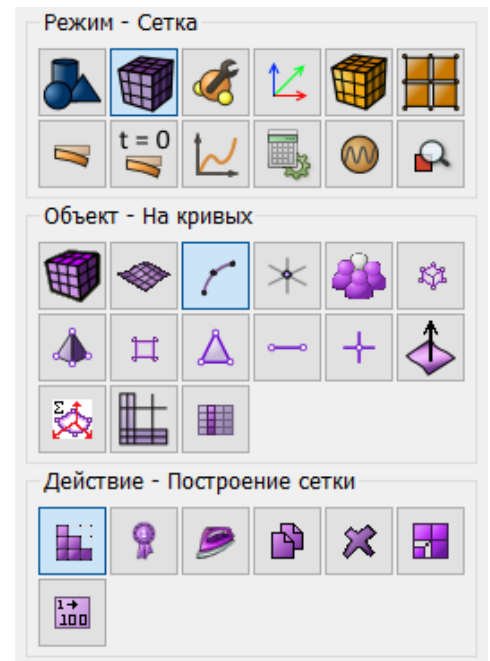 Режим - Сетка
t = 0
Объект - На кривых
Σ
Действие - Построение сетки
1→
100